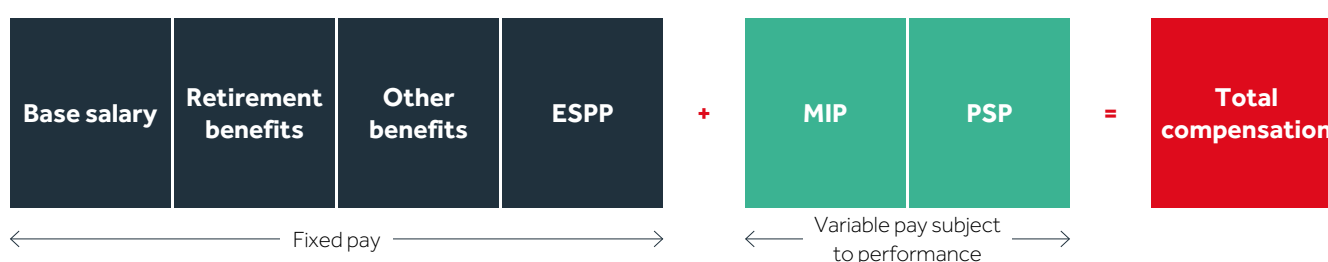 Base salary
Retirement
benefits
Other
benefits
ESPP
+
MIP
PSP
=
Total
compensation
Fixed pay
Variable pay subject
to performance